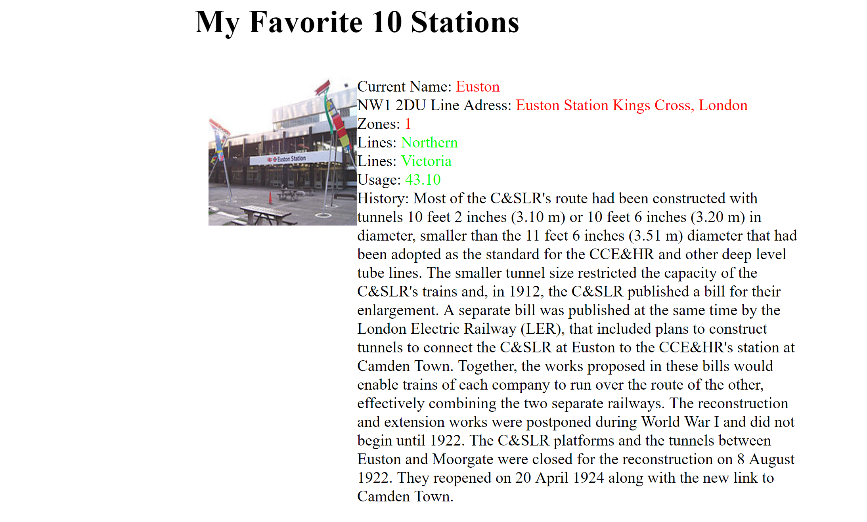 My Favorite 10 Stations
Euston Station
Current Name: Euston
NW1 2DU Line Adress: Euston Station Kings Cross, London
Zones: 1
Lines: Northern
Lines: Victoria
Usage: 43.10
History: Most of the C&SLR's route had been constructed with
tunnels 10 feet 2 inches (3.10 m) or 10 feet 6 inches (3.20 m) in
diameter, smaller than the 11 feet 6 inches (3.51 m) diameter that had
been adopted as the standard for the CCE&HR and other deep level
tube lines. The smaller tunnel size restricted the capacity of the
C&SLR's trains and, in 1912, the C&SLR published a bill for their
enlargement. A separate bill was published at the same time by the
London Electric Railway (LER), that included plans to construct
tunnels to connect the C&SLR at Euston to the CCE&HR's station at
Camden Town. Together, the works proposed in these bills would
enable trains of each company to run over the route of the other,
effectively combining the two separate railways. The reconstruction
and extension works were postponed during World War I and did not
begin until 1922. The C&SLR platforms and the tunnels between
Euston and Moorgate were closed for the reconstruction on 8 August
1922. They reopened on 20 April 1924 along with the new link to
Camden Town.